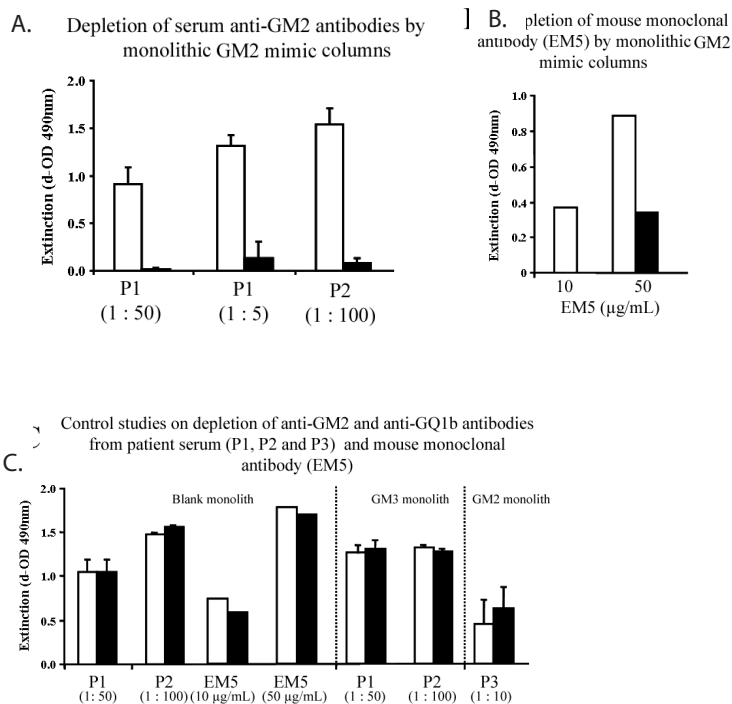 A.
Depletion of serum anti-GM2 antibodies by
monolithic GM2 mimic columns
Extinction (d-OD 490nm)
2.0
1.5
1.0
0.5
0.0
P1 P1 P2
(1 : 50) (1 : 5) (1 : 100)
B.
pletion of mouse monoclonal
antibody (EM5) by monolithic GM2
mimic columns
Extinction (d-OD 490nm)
1.0
0.8
0.6
0.4
0.2
0
10 50
EM5 (µg/mL)
C.
Control studies on depletion of anti-GM2 and anti-GQ1b antibodies
from patient serum (P1, P2 and P3) and mouse monoclonal
antibody (EM5)
Extinction (d-OD 490nm)
2.0
1.5
1.0
0.5
0.0
Blank monolith GM3 monolith GM2 monolith
P1 P2 EM5 EM5 P1 P2 P3
(1: 50) (1 : 100) (10 µg/mL) (50 µg/mL) (1 : 50) (1 : 100) (1 : 10)